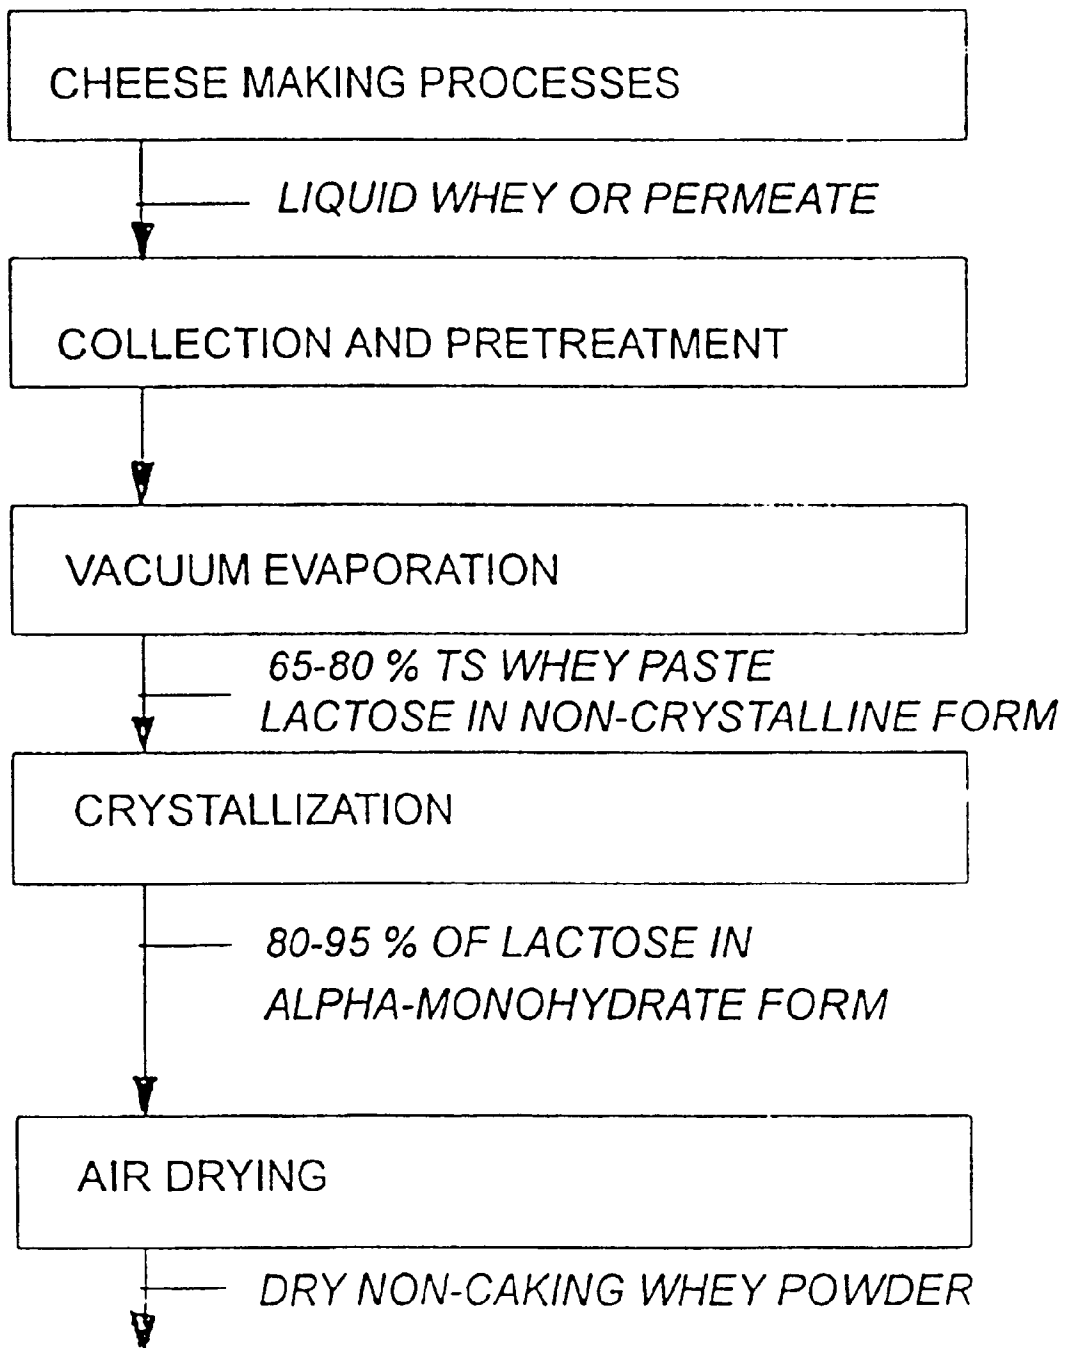 CHEESE MAKING PROCESSES
LIQUID WHEY OR PERMEATE
COLLECTION AND PRETREATMENT
VACUUM EVAPORATION
65-80 % TS WHEY PASTE
LACTOSE IN NON-CRYSTALLINE FORM
CRYSTALLIZATION
80-95 % OF LACTOSE IN
ALPHA-MONOHYDRATE FORM
AIR DRYING
DRY NON-CAKING WHEY POWDER